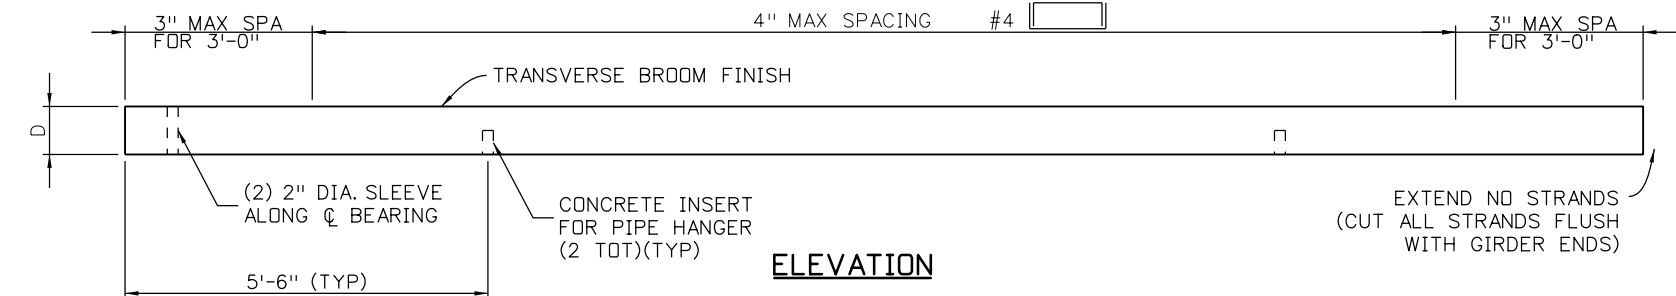 3" MAX SPA
FOR 3'-0"
4" MAX SPACING #4
3" MAX SPA
FOR 3'-0"
TRANSVERSE BROOM FINISH
D
(2) 2" DIA. SLEEVE
ALONG ℄ BEARING
CONCRETE INSERT
FOR PIPE HANGER
(2 TOT)(TYP)
EXTEND NO STRANDS
(CUT ALL STRANDS FLUSH
WITH GIRDER ENDS)
5'-6" (TYP)
ELEVATION